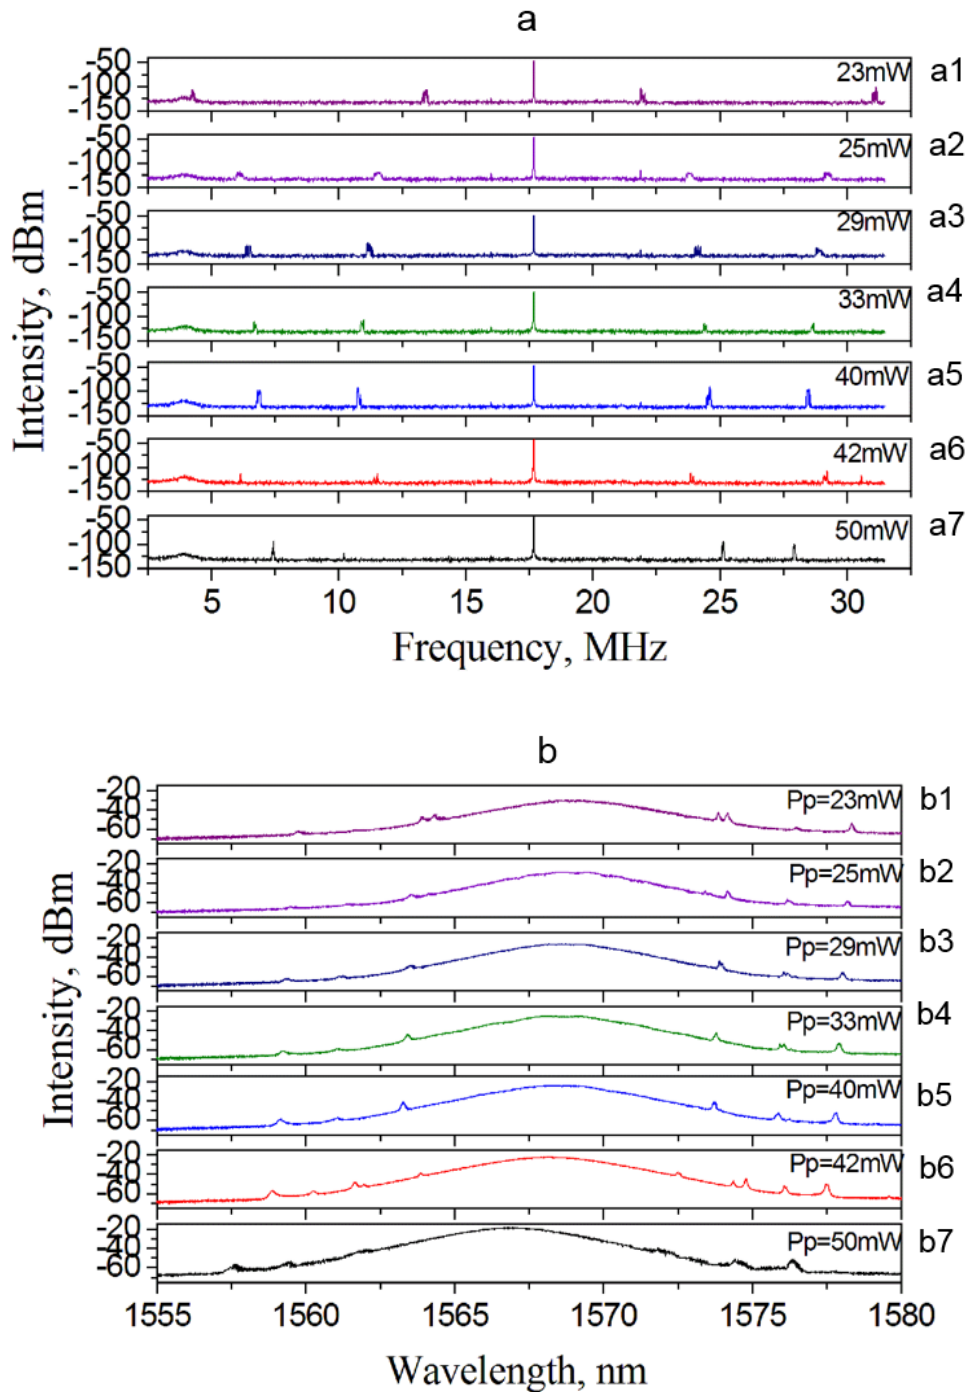 a
Intensity, dBm
-50
-100
-150
23mW
a1
-50
-100
-150
25mW
a2
-50
-100
-150
29mW
a3
-50
-100
-150
33mW
a4
-50
-100
-150
40mW
a5
-50
-100
-150
42mW
a6
-50
-100
-150
50mW
a7
5 10 15 20 25 30
Frequency, MHz
b
Intensity, dBm
-20
-40
-60
Pp=23mW
b1
-20
-40
-60
Pp=25mW
b2
-20
-40
-60
Pp=29mW
b3
-20
-40
-60
Pp=33mW
b4
-20
-40
-60
Pp=40mW
b5
-20
-40
-60
Pp=42mW
b6
-20
-40
-60
Pp=50mW
b7
1555 1560 1565 1570 1575 1580
Wavelength, nm